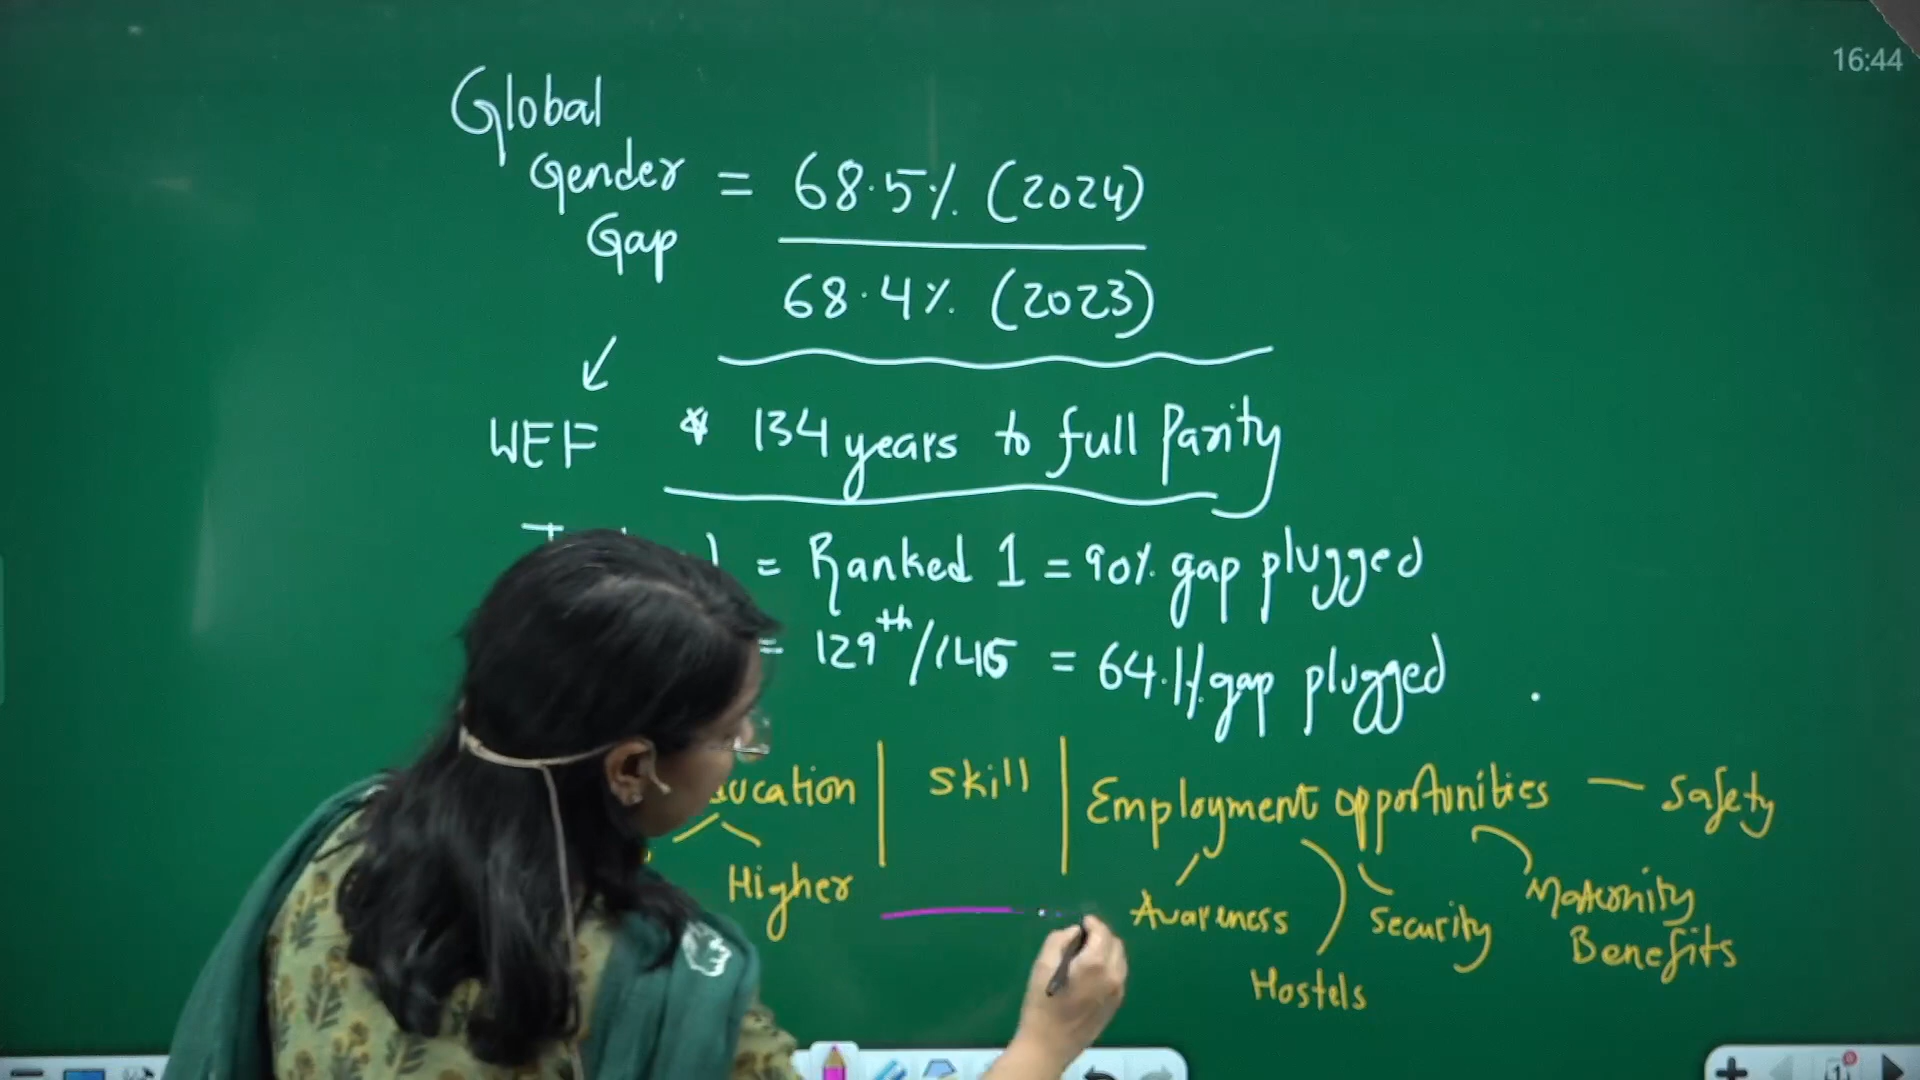 16:44
Global
Gender = 68.5% (2024)
Gap
68.4% (2023)
WEF * 134 years to full Parity
= Ranked 1 = 90% gap plugged
= 129th/146 = 64.1% gap plugged
ducation | Skill | Employment opportunities — Safety
Higher
Awareness
Security
Maternity
Benefits
Hostels